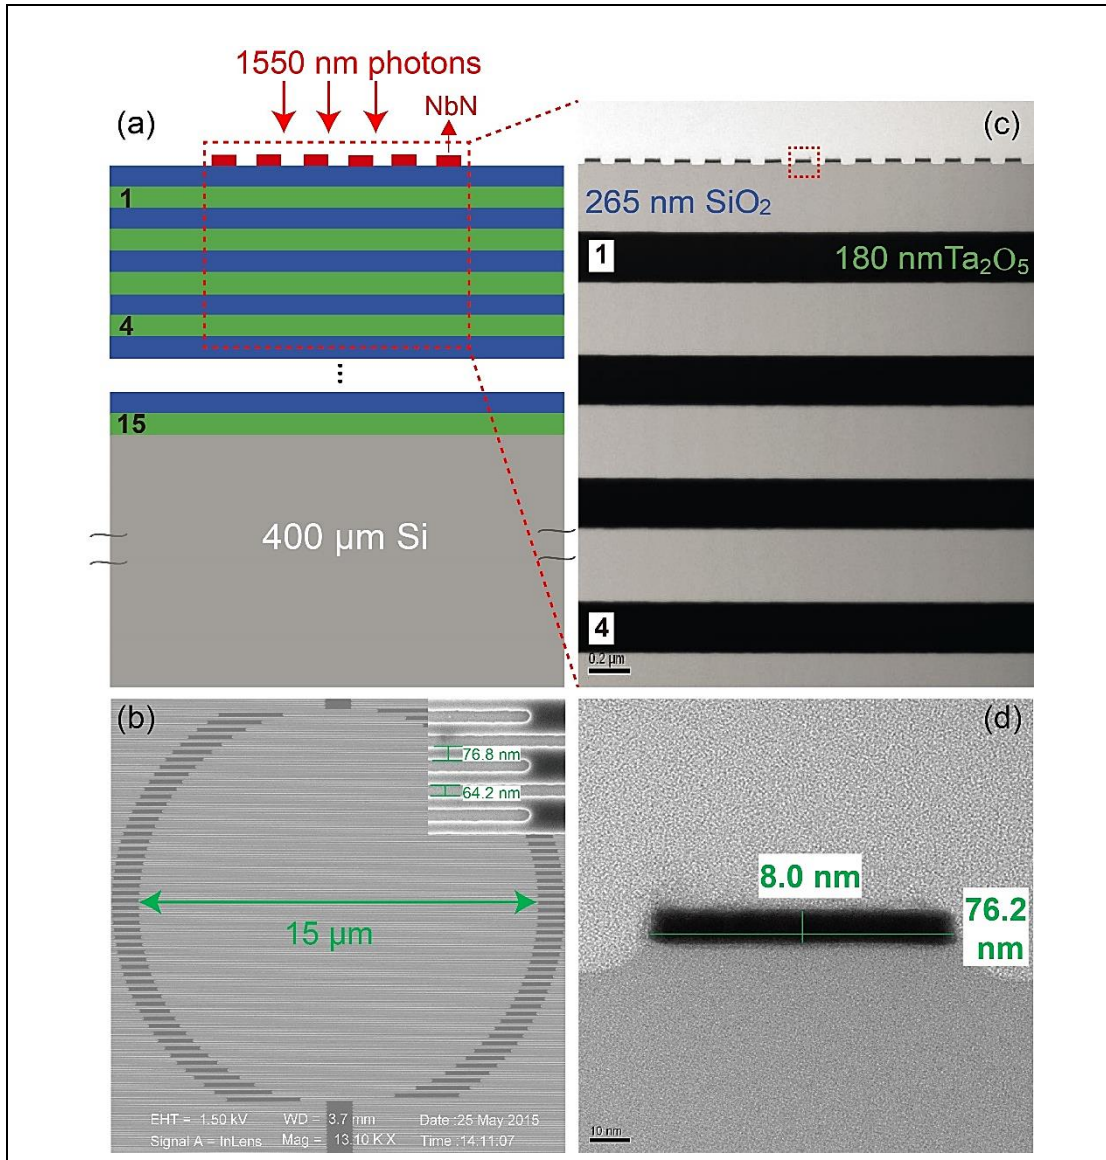 1550 nm photons
NbN
(a)
1
4
⋮
15
400 µm Si
(c)
265 nm SiO₂
1
180 nmTa₂O₅
4
0.2 µm
(b)
76.8 nm
64.2 nm
15 µm
EHT = 1.50 kV WD = 3.7 mm Date :25 May 2015
Signal A = InLens Mag = 13.10 K X Time :14:11:07
(d)
8.0 nm
76.2
nm
10 nm